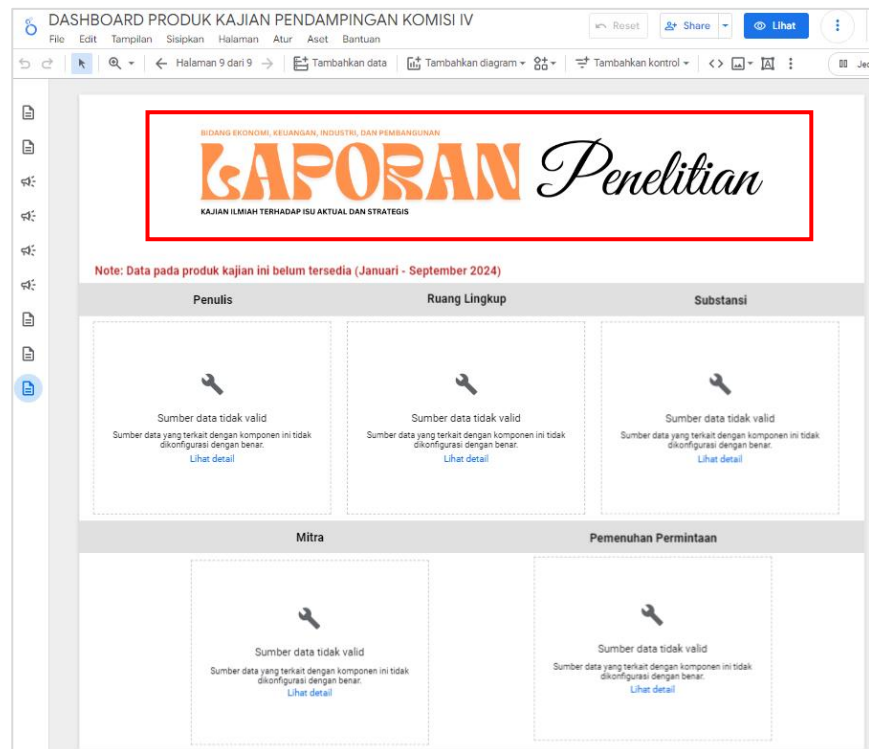 DASHBOARD PRODUK KAJIAN PENDAMPINGAN KOMISI IV
File Edit Tampilan Sisipkan Halaman Atur Aset Bantuan
Reset Share Lihat
Halaman 9 dari 9 Tambahkan data Tambahkan diagram Tambahkan kontrol
BIDANG EKONOMI, KEUANGAN, INDUSTRI, DAN PEMBANGUNAN
LAPORAN Penelitian
KAJIAN ILMIAH TERHADAP ISU AKTUAL DAN STRATEGIS
Note: Data pada produk kajian ini belum tersedia (Januari - September 2024)
Penulis Ruang Lingkup Substansi
Sumber data tidak valid
Sumber data yang terkait dengan komponen ini tidak
dikonfigurasi dengan benar.
Lihat detail
Sumber data tidak valid
Sumber data yang terkait dengan komponen ini tidak
dikonfigurasi dengan benar.
Lihat detail
Sumber data tidak valid
Sumber data yang terkait dengan komponen ini tidak
dikonfigurasi dengan benar.
Lihat detail
Mitra Pemenuhan Permintaan
Sumber data tidak valid
Sumber data yang terkait dengan komponen ini tidak
dikonfigurasi dengan benar.
Lihat detail
Sumber data tidak valid
Sumber data yang terkait dengan komponen ini tidak
dikonfigurasi dengan benar.
Lihat detail